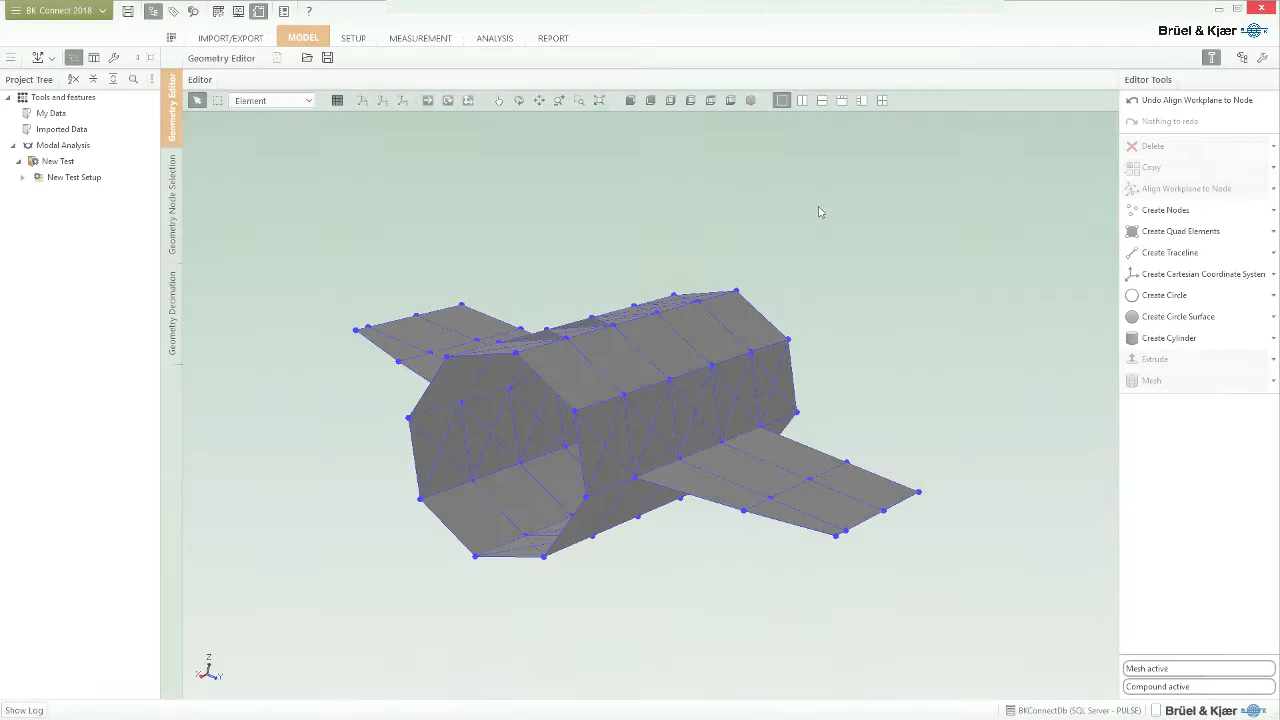 BK Connect 2018
?
IMPORT/EXPORT
MODEL
SETUP
MEASUREMENT
ANALYSIS
REPORT
Brüel & Kjær
Geometry Editor
Project Tree
Editor
Editor Tools
Tools and features
My Data
Imported Data
Modal Analysis
New Test
New Test Setup
Geometry Editor
Geometry Node Selection
Geometry Decimation
Element
Undo Align Workplane to Node
Nothing to redo
Delete
Copy
Align Workplane to Node
Create Nodes
Create Quad Elements
Create Traceline
Create Cartesian Coordinate System
Create Circle
Create Circle Surface
Create Cylinder
Extrude
Mesh
Z
X
Y
Mesh active
Compound active
Show Log
BKConnectDb (SQL Server - PULSE)
Brüel & Kjær